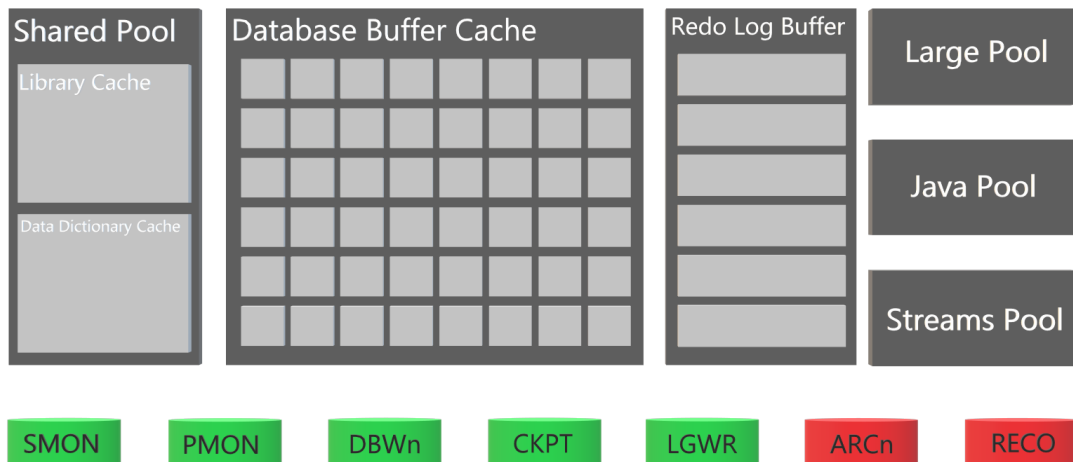 Shared Pool
Library Cache
Data Dictionary Cache
Database Buffer Cache
Redo Log Buffer
Large Pool
Java Pool
Streams Pool
SMON
PMON
DBWn
CKPT
LGWR
ARCn
RECO